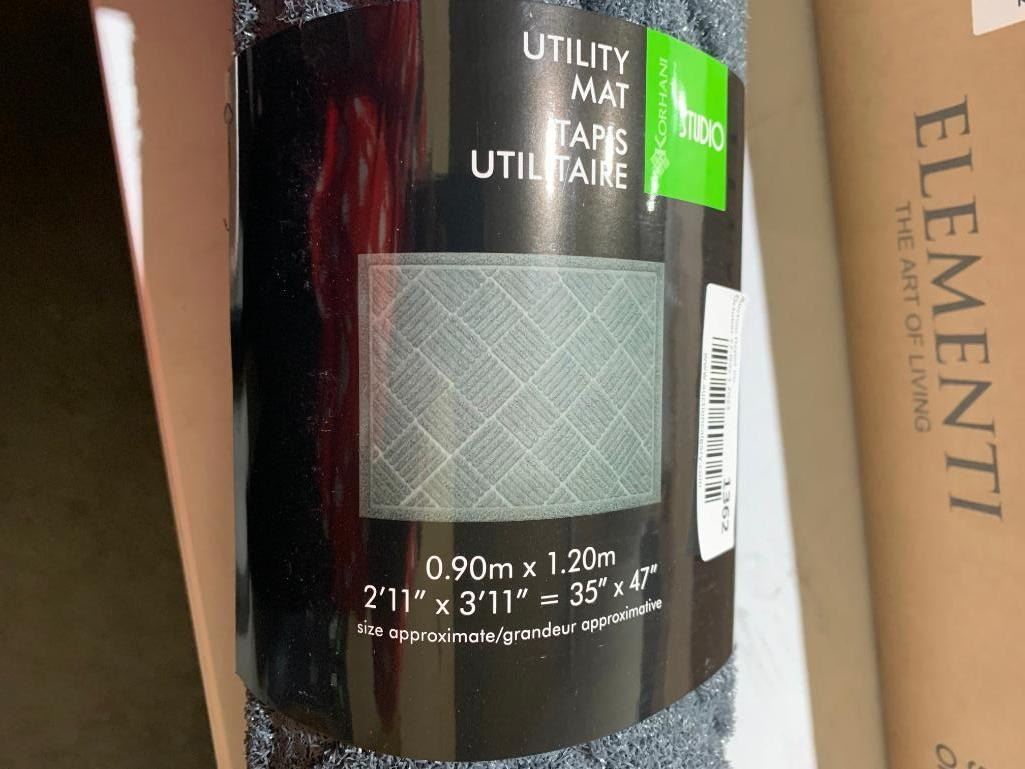 UTILITY
MAT
TAPIS
UTILITAIRE
KORHANI
STUDIO
0.90m x 1.20m
2'11" x 3'11" = 35" x 47"
size approximate/grandeur approximative
1362
ELEMENTI
THE ART OF LIVING